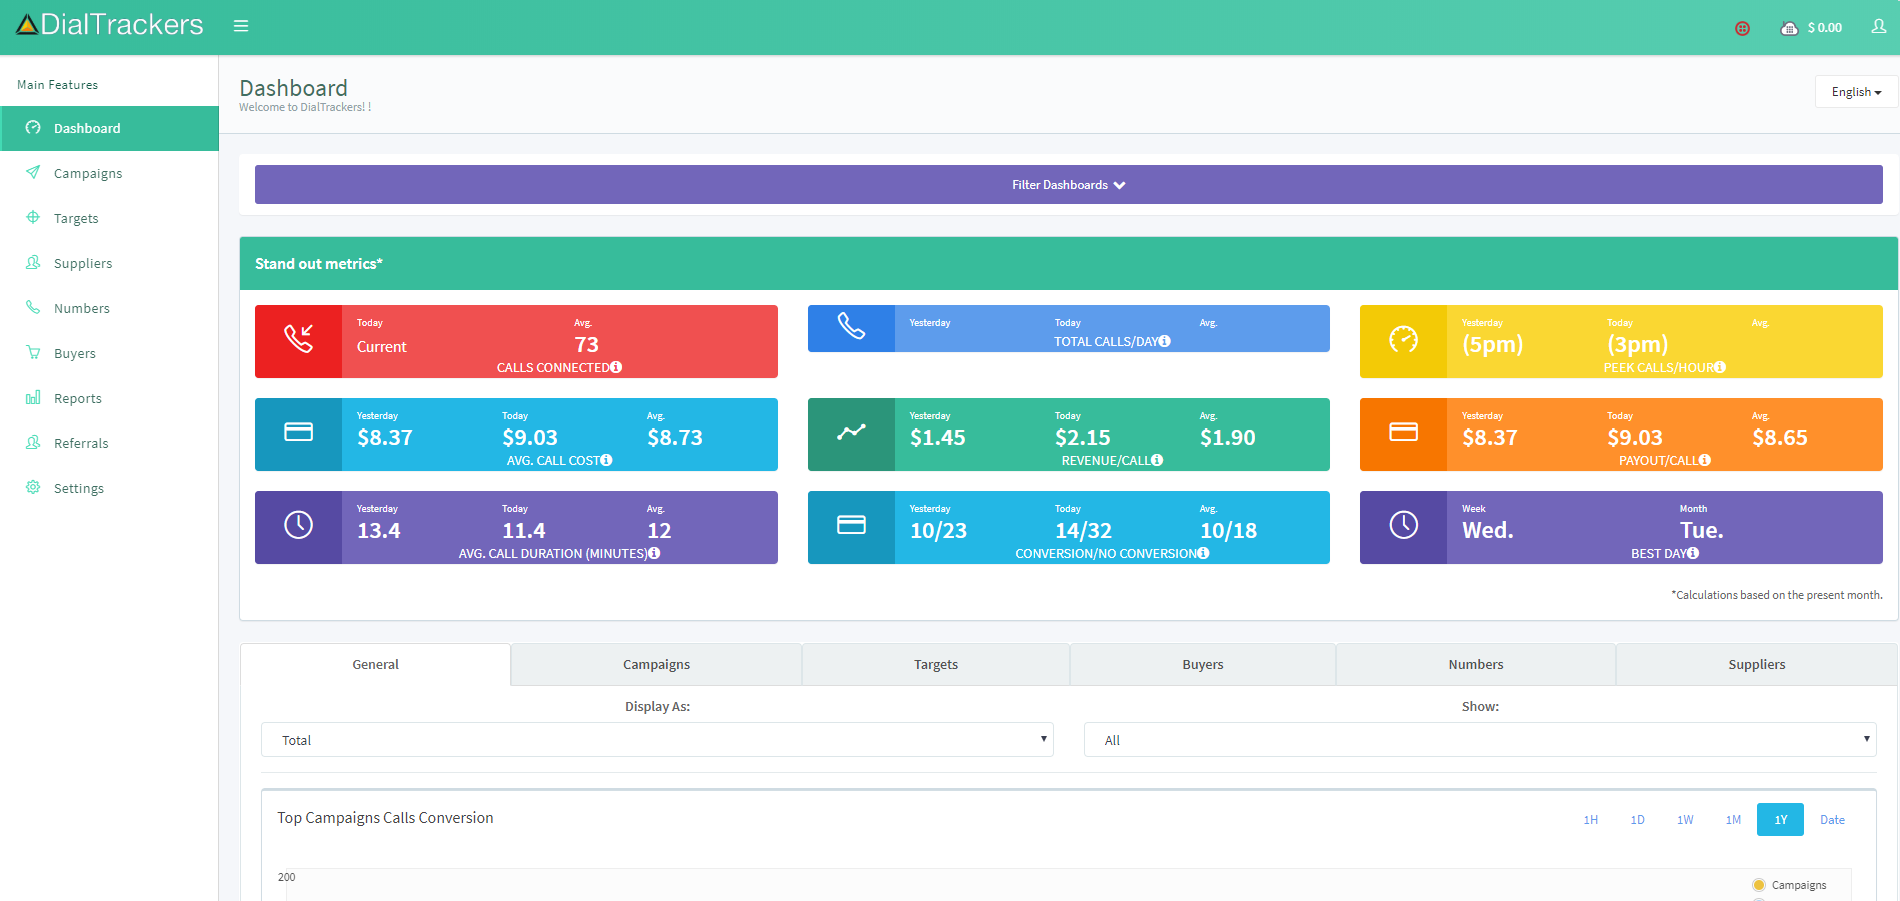 DialTrackers
$ 0.00
Main Features
Dashboard
Campaigns
Targets
Suppliers
Numbers
Buyers
Reports
Referrals
Settings
Dashboard
Welcome to DialTrackers! !
English
Filter Dashboards
Stand out metrics*
Today Avg.
Current 73
CALLS CONNECTED
Yesterday Today Avg.
TOTAL CALLS/DAY
Yesterday Today Avg.
(5pm) (3pm)
PEEK CALLS/HOUR
Yesterday Today Avg.
$8.37 $9.03 $8.73
AVG. CALL COST
Yesterday Today Avg.
$1.45 $2.15 $1.90
REVENUE/CALL
Yesterday Today Avg.
$8.37 $9.03 $8.65
PAYOUT/CALL
Yesterday Today Avg.
13.4 11.4 12
AVG. CALL DURATION (MINUTES)
Yesterday Today Avg.
10/23 14/32 10/18
CONVERSION/NO CONVERSION
Week Month
Wed. Tue.
BEST DAY
*Calculations based on the present month.
General Campaigns Targets Buyers Numbers Suppliers
Display As: Show:
Total All
Top Campaigns Calls Conversion
1H 1D 1W 1M 1Y Date
200
Campaigns